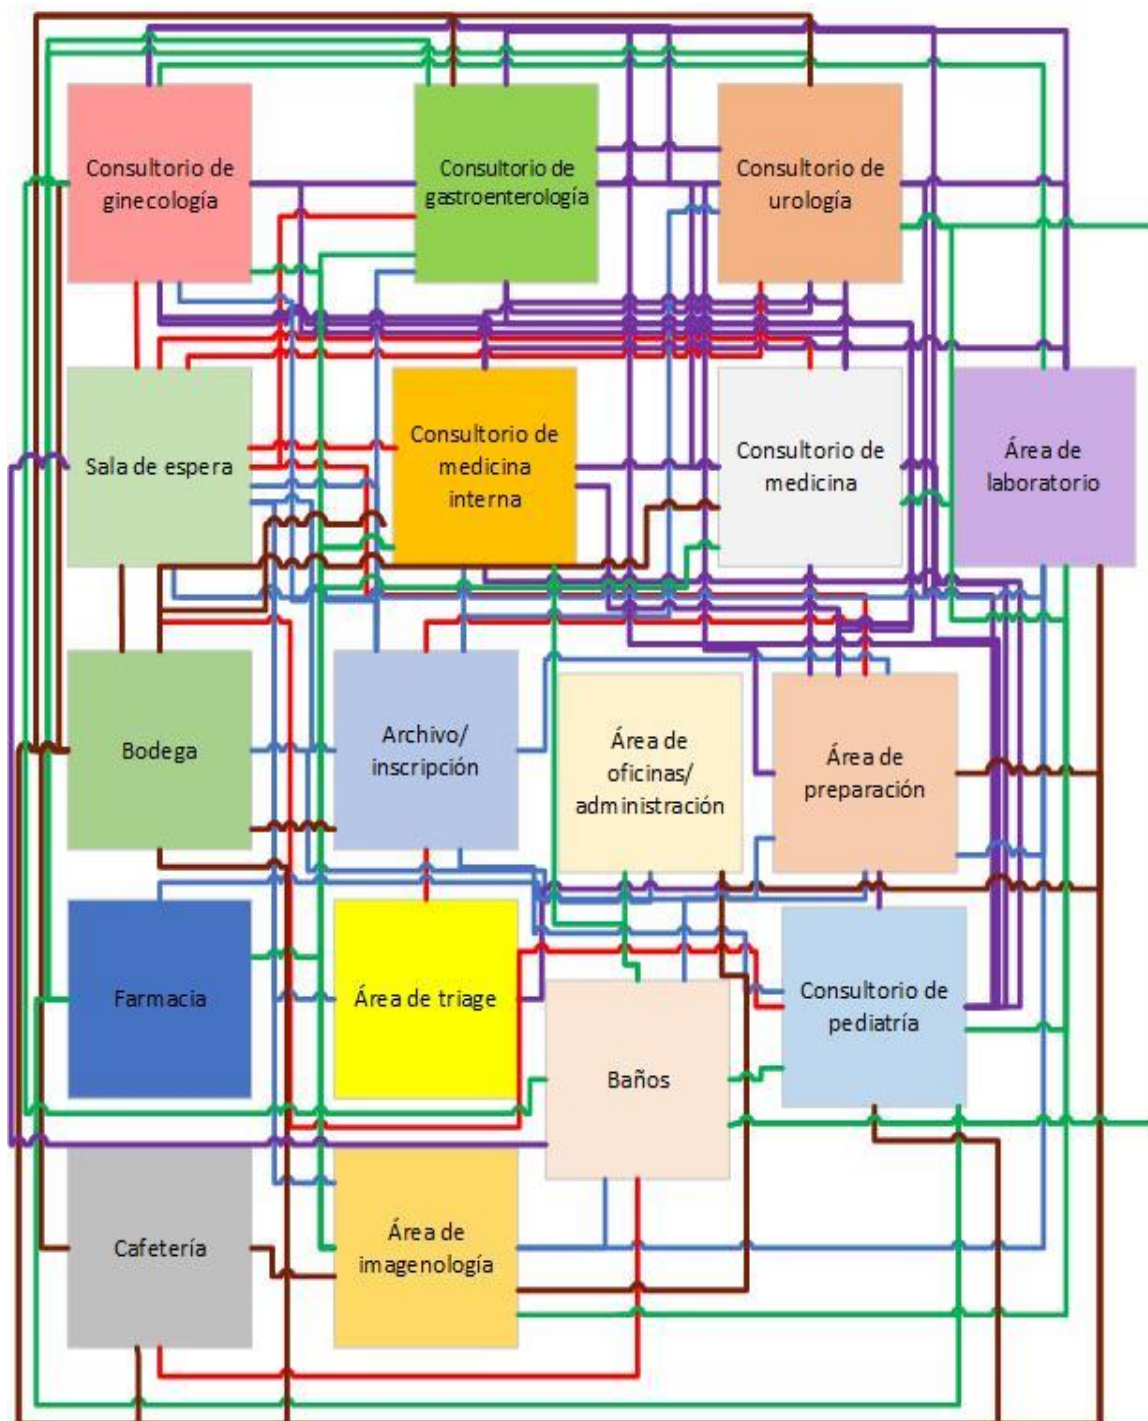 Consultorio de
ginecología
Consultorio de
gastroenterología
Consultorio de
urología
Sala de espera
Consultorio de
medicina
interna
Consultorio de
medicina
Área de
laboratorio
Bodega
Archivo/
inscripción
Área de
oficinas/
administración
Área de
preparación
Farmacia
Área de triage
Baños
Consultorio de
pediatría
Cafetería
Área de
imagenología